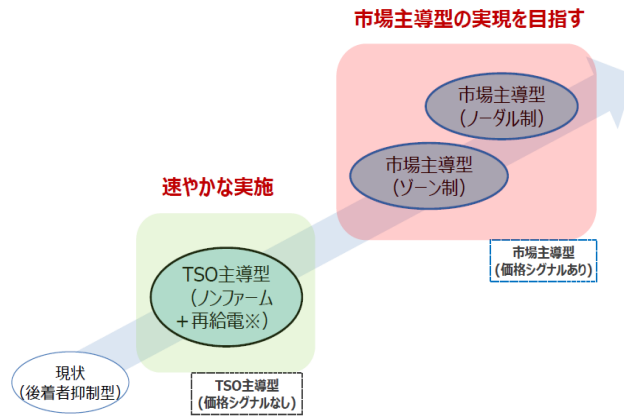 市場主導型の実現を目指す
市場主導型
(ノーダル制)
市場主導型
(ゾーン制)
速やかな実施
市場主導型
(価格シグナルあり)
TSO主導型
(ノンファーム
+再給電※)
現状
(後着者抑制型)
TSO主導型
(価格シグナルなし)